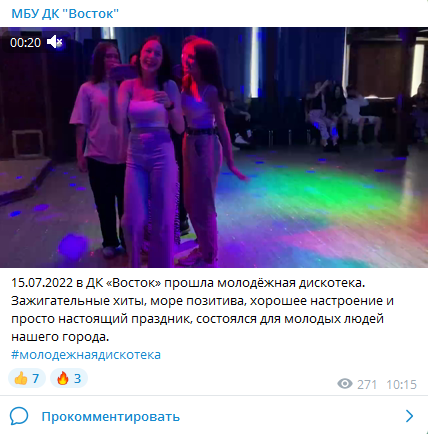 МБУ ДК "Восток"
00:20
15.07.2022 в ДК «Восток» прошла молодёжная дискотека.
Зажигательные хиты, море позитива, хорошее настроение и
просто настоящий праздник, состоялся для молодых людей
нашего города.
#молодежнаядискотека
👍 7 🔥 3
271 10:15
Прокомментировать